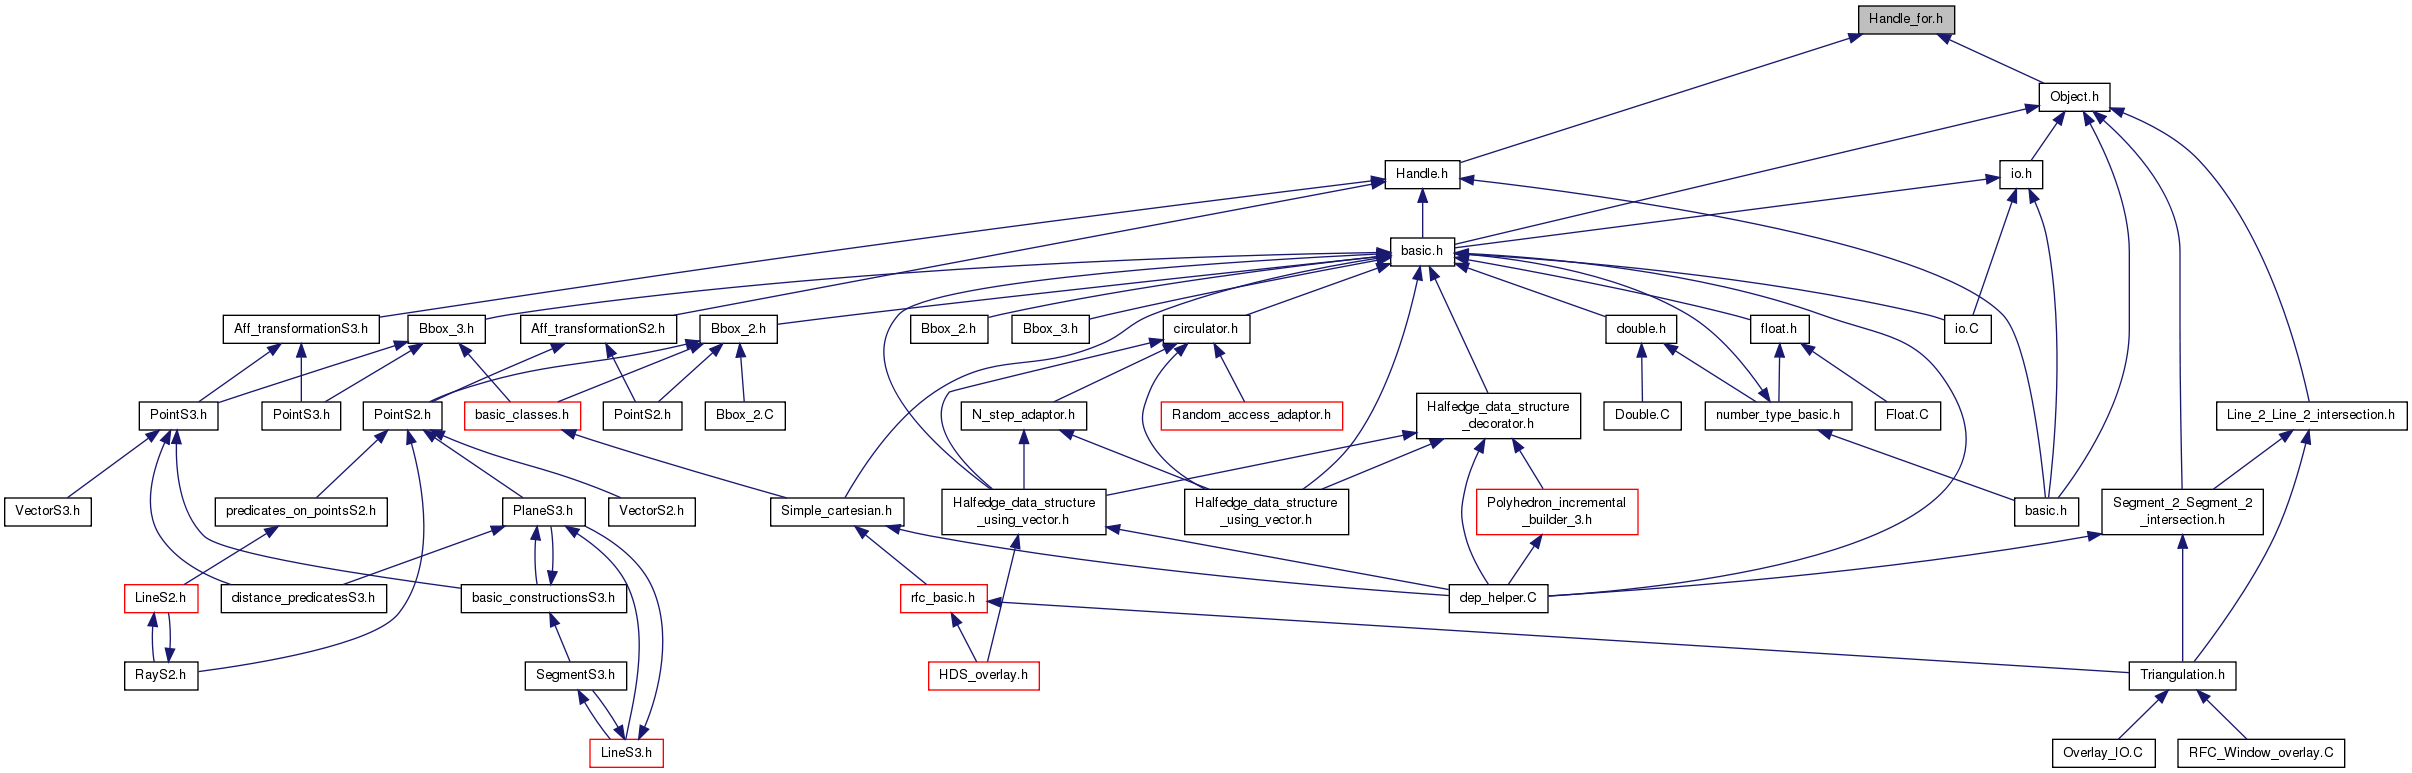 Handle_for.h
Object.h
Handle.h
io.h
basic.h
Aff_transformationS3.h
Bbox_3.h
Aff_transformationS2.h
Bbox_2.h
Bbox_2.h
Bbox_3.h
circulator.h
double.h
float.h
io.C
PointS3.h
PointS3.h
PointS2.h
basic_classes.h
PointS2.h
Bbox_2.C
N_step_adaptor.h
Random_access_adaptor.h
Halfedge_data_structure
_decorator.h
Double.C
number_type_basic.h
Float.C
Line_2_Line_2_intersection.h
VectorS3.h
predicates_on_pointsS2.h
PlaneS3.h
VectorS2.h
Simple_cartesian.h
Halfedge_data_structure
_using_vector.h
Halfedge_data_structure
_using_vector.h
Polyhedron_incremental
_builder_3.h
basic.h
Segment_2_Segment_2
_intersection.h
LineS2.h
distance_predicatesS3.h
basic_constructionsS3.h
rfc_basic.h
dep_helper.C
RayS2.h
SegmentS3.h
HDS_overlay.h
Triangulation.h
LineS3.h
Overlay_IO.C
RFC_Window_overlay.C